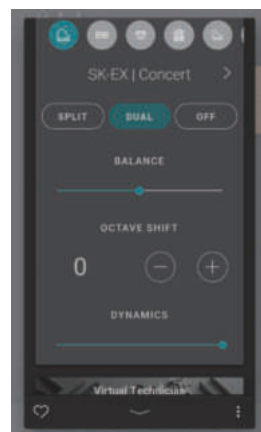 SK-EX | Concert >
SPLIT DUAL OFF
BALANCE
OCTAVE SHIFT
0 − +
DYNAMICS
Virtual Technician